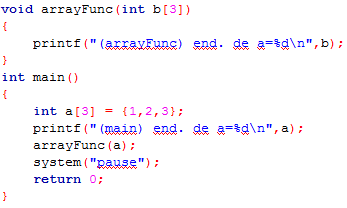 void arrayFunc(int b[3])
{
    printf("(arrayFunc) end. de a=%d\n",b);
}
int main()
{
    int a[3] = {1,2,3};
    printf("(main) end. de a=%d\n",a);
    arrayFunc(a);
    system("pause");
    return 0;
}